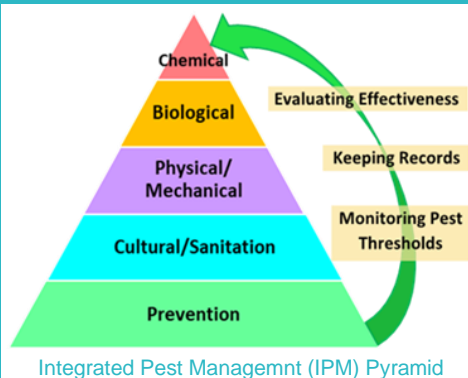 Chemical
Evaluating Effectiveness
Biological
Keeping Records
Physical/
Mechanical
Monitoring Pest
Thresholds
Cultural/Sanitation
Prevention
Integrated Pest Managemnt (IPM) Pyramid